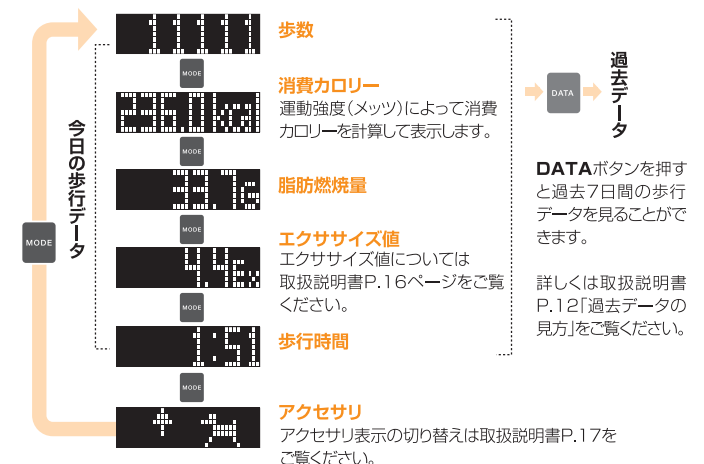 11111
歩数
MODE
236.0kcal
消費カロリー
運動強度(メッツ)によって消費
カロリーを計算して表示します。
MODE
33.7g
脂肪燃焼量
MODE
4.4Ex
エクササイズ値
エクササイズ値については
取扱説明書P.16ページをご覧
ください。
MODE
1:51
歩行時間
MODE
アクセサリ
アクセサリ表示の切り替えは取扱説明書P.17を
ご覧ください。
今日の歩行データ
MODE
DATA
過去データ
DATAボタンを押す
と過去7日間の歩行
データを見ることがで
きます。
詳しくは取扱説明書
P.12「過去データの
見方」をご覧ください。